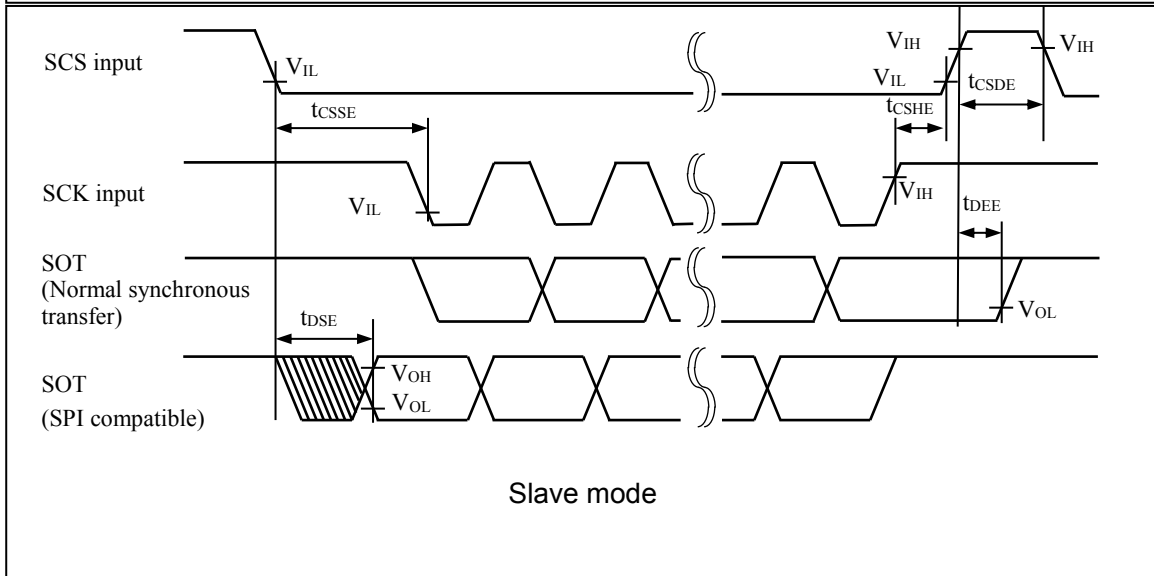 SCS input
VIL
VIH
VIH
VIL
tCSDE
tCSSE
tCSHE
SCK input
VIL
VIH
tDEE
SOT
(Normal synchronous
transfer)
VOL
tDSE
SOT
(SPI compatible)
VOH
VOL
Slave mode